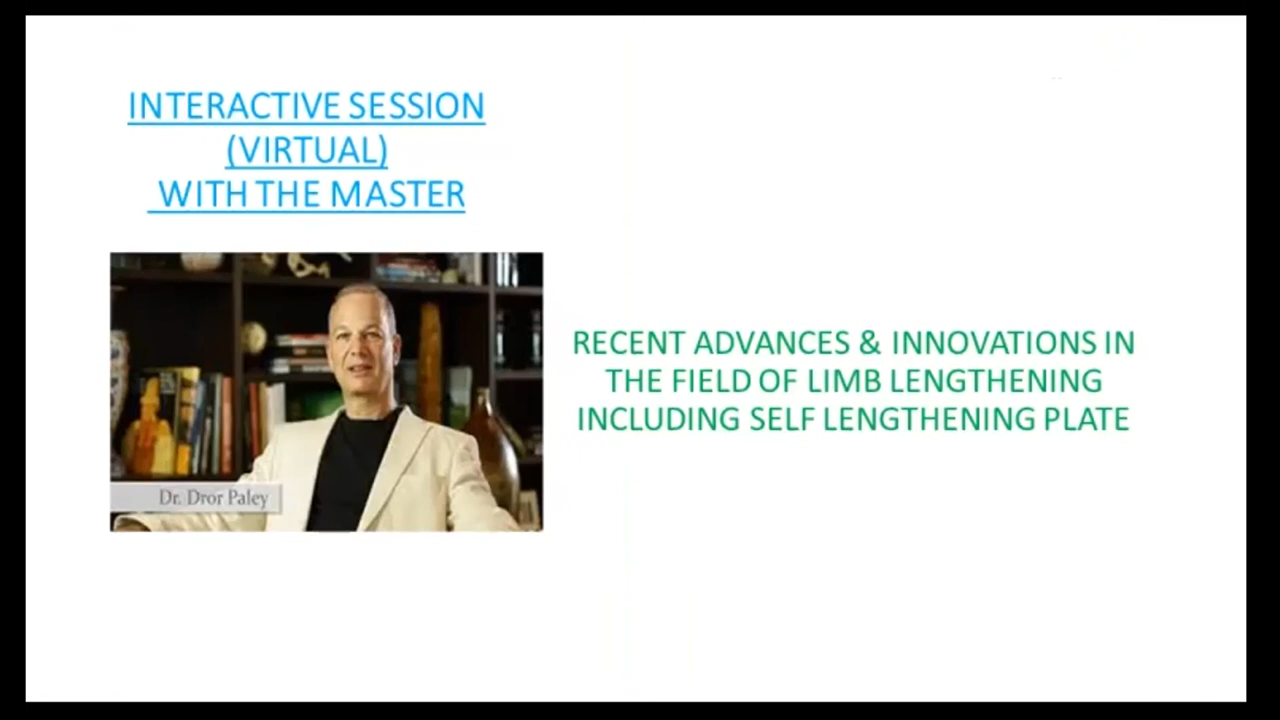 INTERACTIVE SESSION
(VIRTUAL)
WITH THE MASTER
Dr. Dror Paley
RECENT ADVANCES & INNOVATIONS IN
THE FIELD OF LIMB LENGTHENING
INCLUDING SELF LENGTHENING PLATE